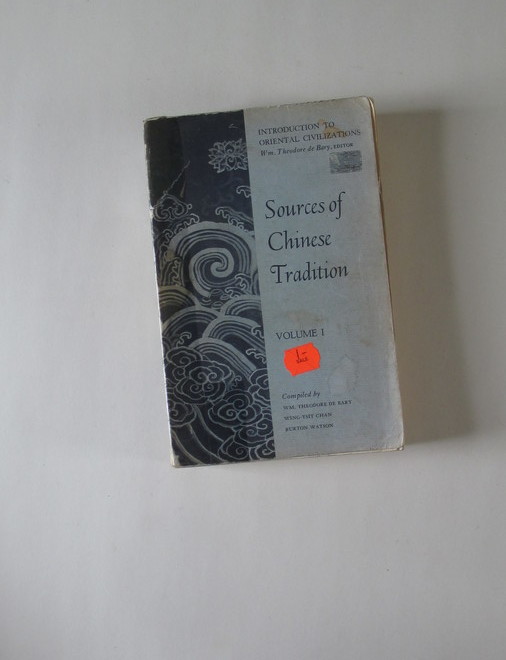 INTRODUCTION TO
ORIENTAL CIVILIZATIONS
Wm. Theodore de Bary, EDITOR
Sources of
Chinese
Tradition
VOLUME I
1-
Compiled by
WM. THEODORE DE BARY
WING-TSIT CHAN
BURTON WATSON